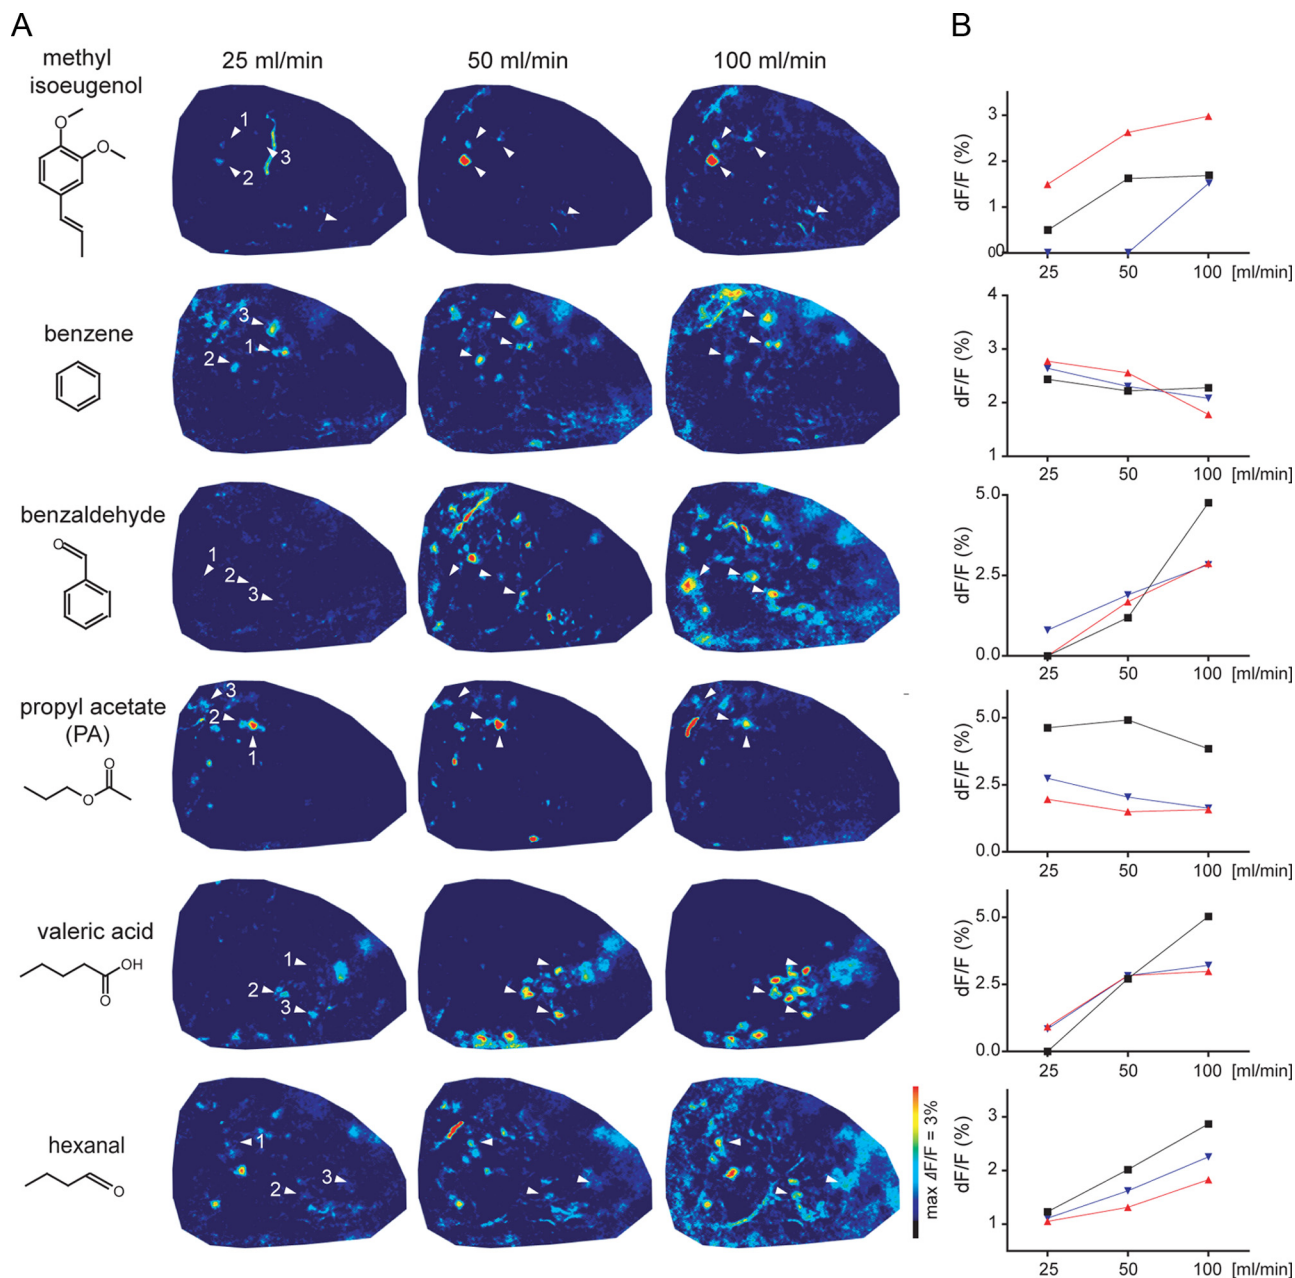 A
B
methyl
isoeugenol
25 ml/min
50 ml/min
100 ml/min
O
O
1
2
3
dF/F (%)
3
2
1
0
0
25
50
100
[ml/min]
benzene
3
1
2
dF/F (%)
4
3
2
1
25
50
100
[ml/min]
benzaldehyde
O
1
2
3
dF/F (%)
5.0
2.5
0.0
25
50
100
[ml/min]
propyl acetate
(PA)
O
O
3
2
1
dF/F (%)
5.0
2.5
0.0
25
50
100
[ml/min]
valeric acid
OH
O
1
2
3
dF/F (%)
5.0
2.5
0.0
25
50
100
[ml/min]
hexanal
O
1
2
3
max ΔF/F = 3%
dF/F (%)
3
2
1
25
50
100
[ml/min]